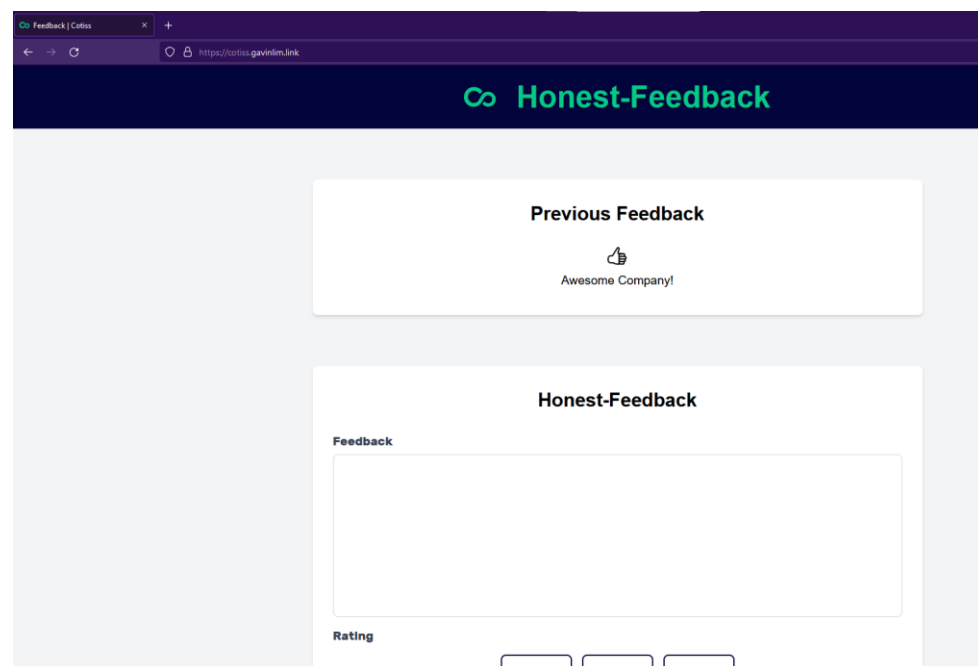 Feedback | Cotiss
https://cotiss.gavinlim.link
Honest-Feedback
Previous Feedback
Awesome Company!
Honest-Feedback
Feedback
Rating